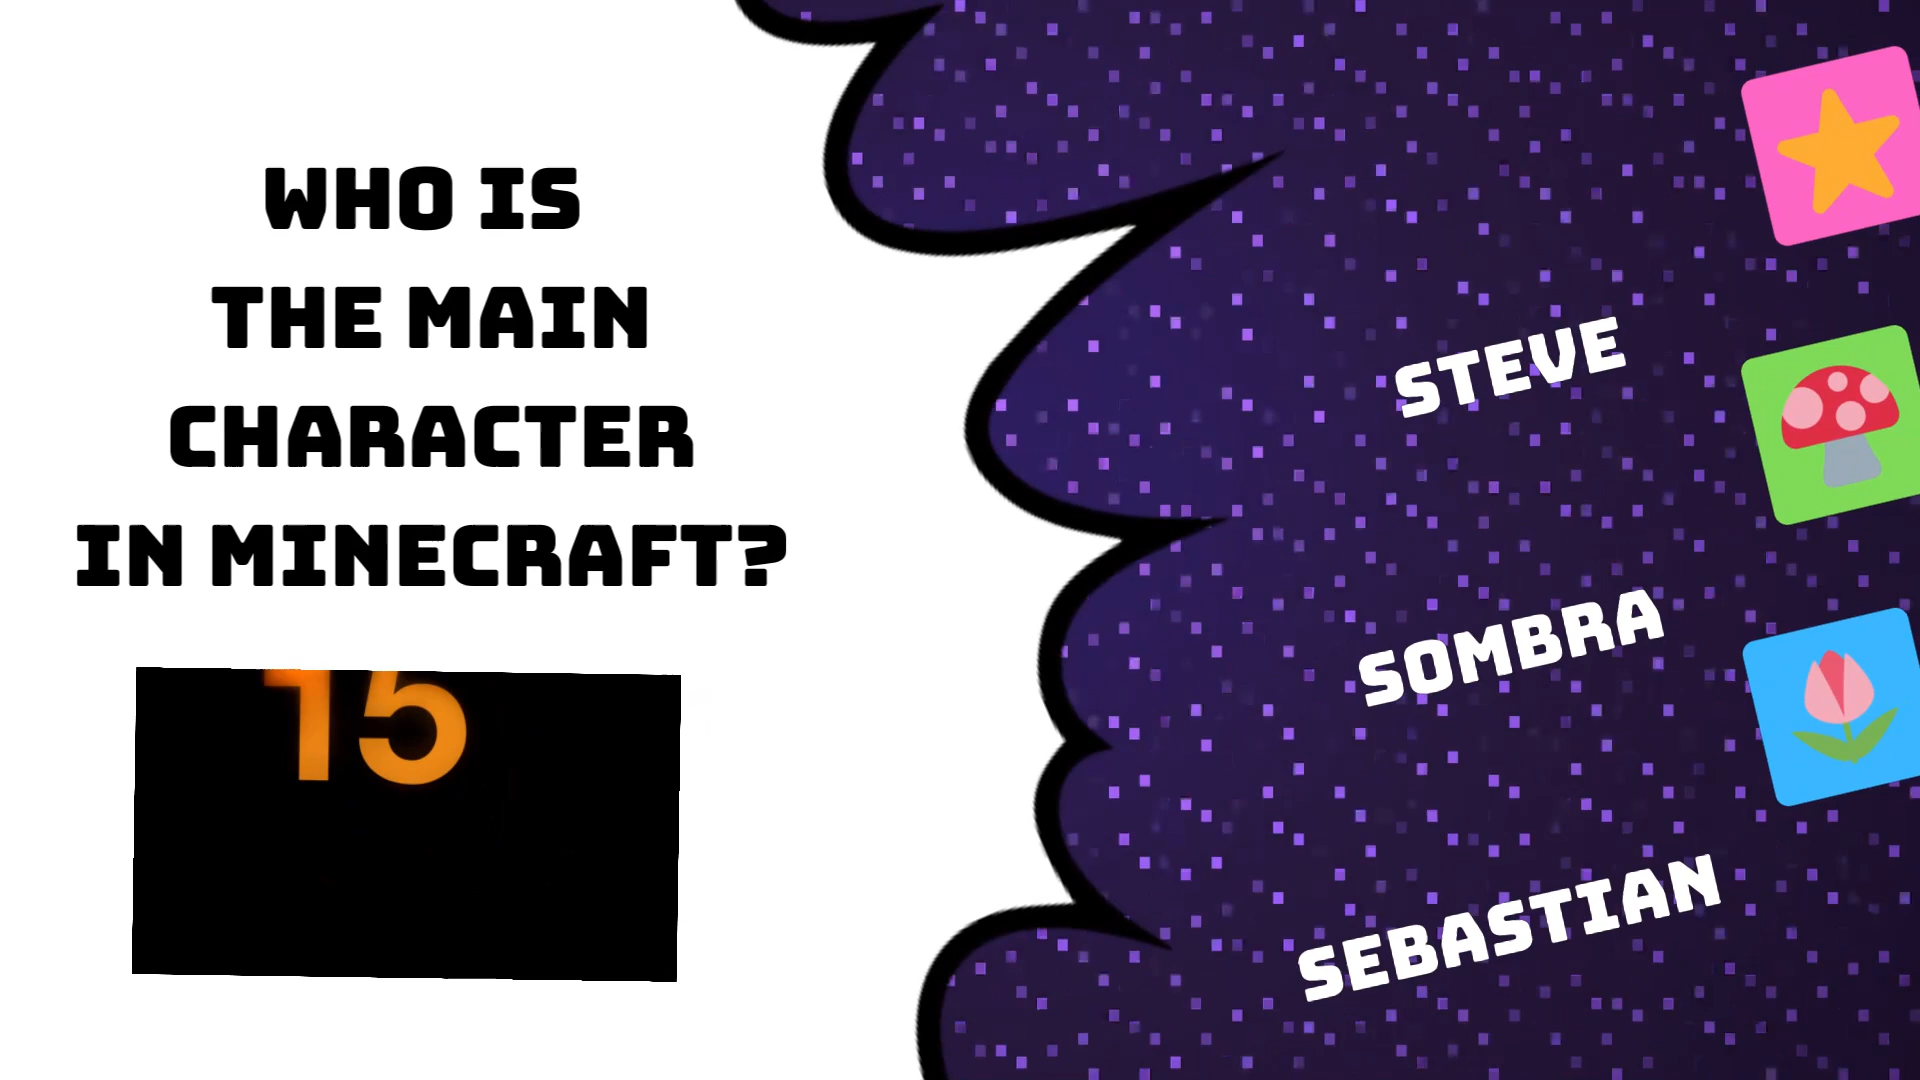 WHO IS
THE MAIN
CHARACTER
IN MINECRAFT?
15
STEVE
SOMBRA
SEBASTIAN